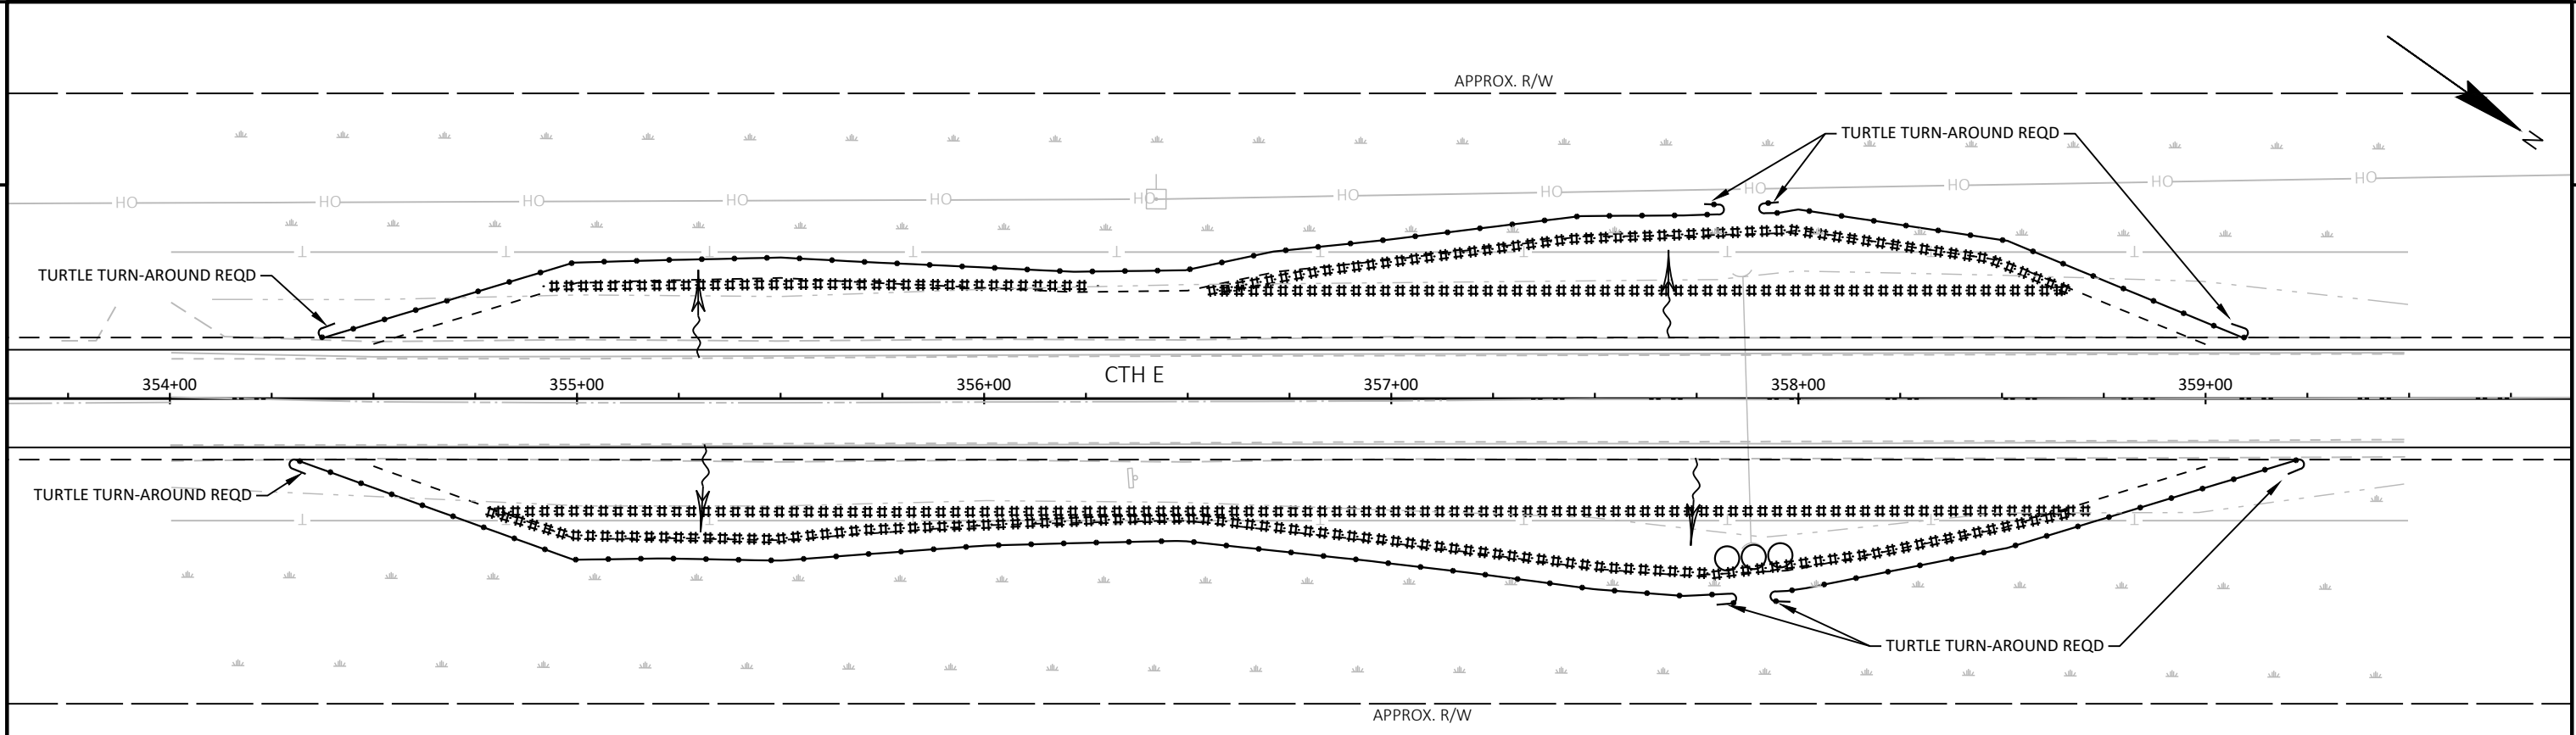 APPROX. R/W
N
TURTLE TURN-AROUND REQD
HO HO HO HO HO HO HO HO HO HO HO HO
TURTLE TURN-AROUND REQD
354+00 355+00 356+00 CTH E 357+00 358+00 359+00
TURTLE TURN-AROUND REQD
TURTLE TURN-AROUND REQD
APPROX. R/W